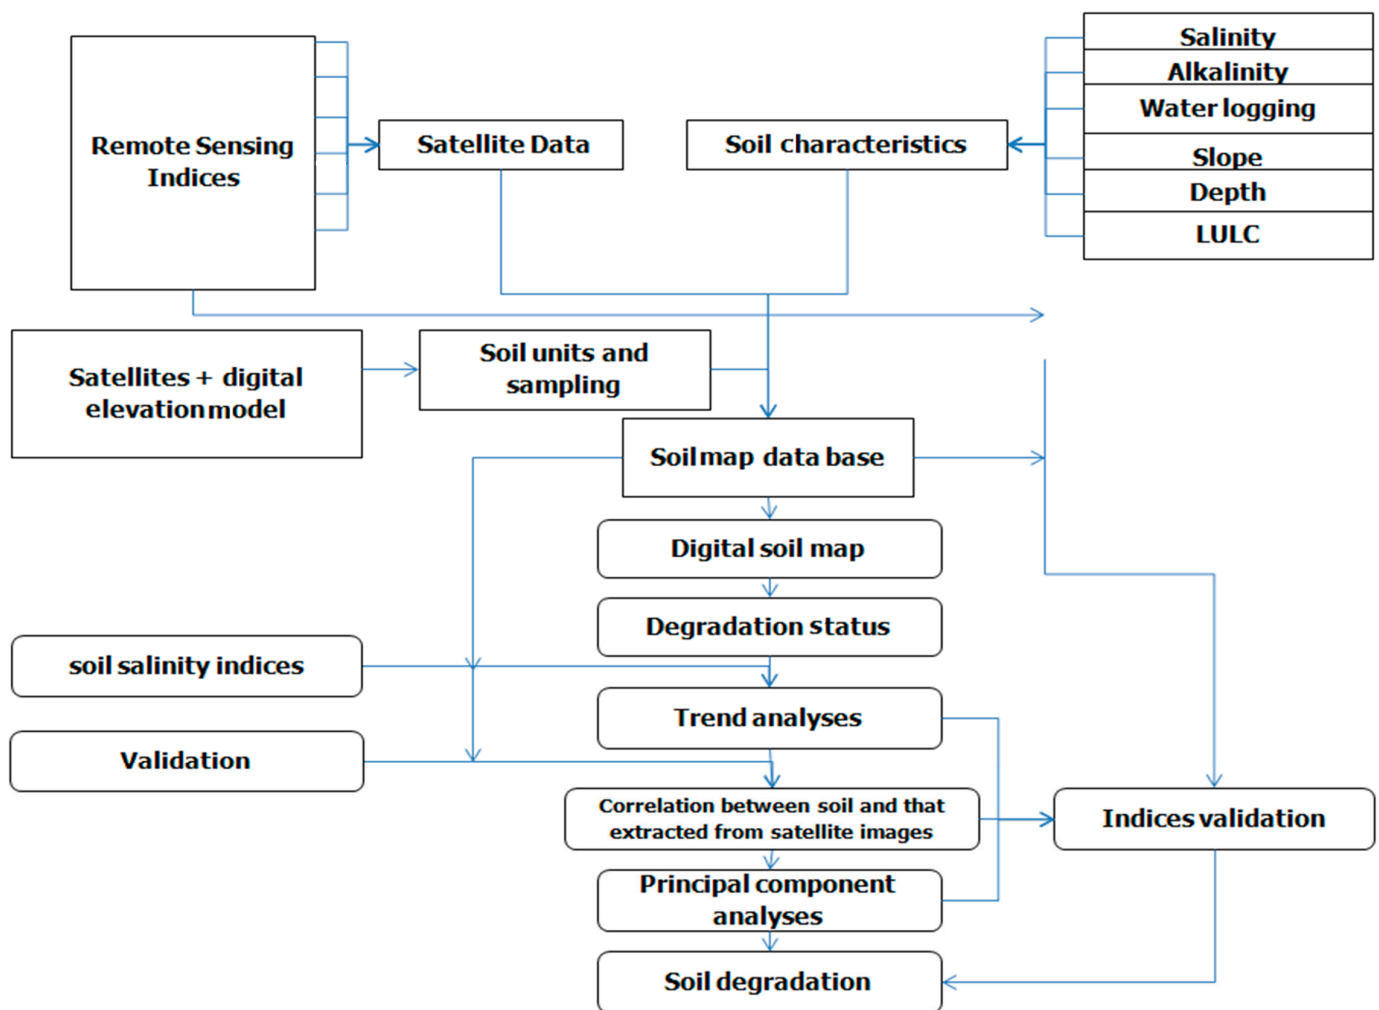 Remote Sensing
Indices
Satellite Data
Soil characteristics
Salinity
Alkalinity
Water logging
Slope
Depth
LULC
Satellites + digital
elevation model
Soil units and
sampling
Soil map data base
Digital soil map
Degradation status
soil salinity indices
Trend analyses
Validation
Correlation between soil and that
extracted from satellite images
Indices validation
Principal component
analyses
Soil degradation